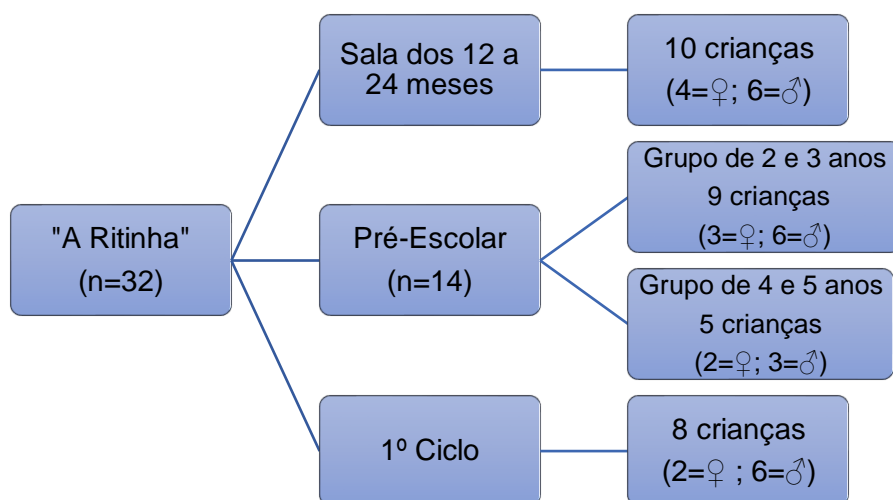 Sala dos 12 a
24 meses
10 crianças
(4=♀; 6=♂)
"A Ritinha"
(n=32)
Pré-Escolar
(n=14)
Grupo de 2 e 3 anos
9 crianças
(3=♀; 6=♂)
Grupo de 4 e 5 anos
5 crianças
(2=♀; 3=♂)
1º Ciclo
8 crianças
(2=♀ ; 6=♂)